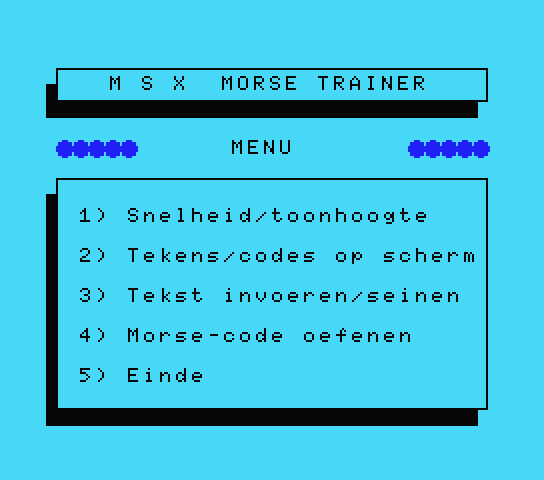 M S X  MORSE TRAINER
MENU
1) Snelheid/toonhoogte
2) Tekens/codes op scherm
3) Tekst invoeren/seinen
4) Morse-code oefenen
5) Einde